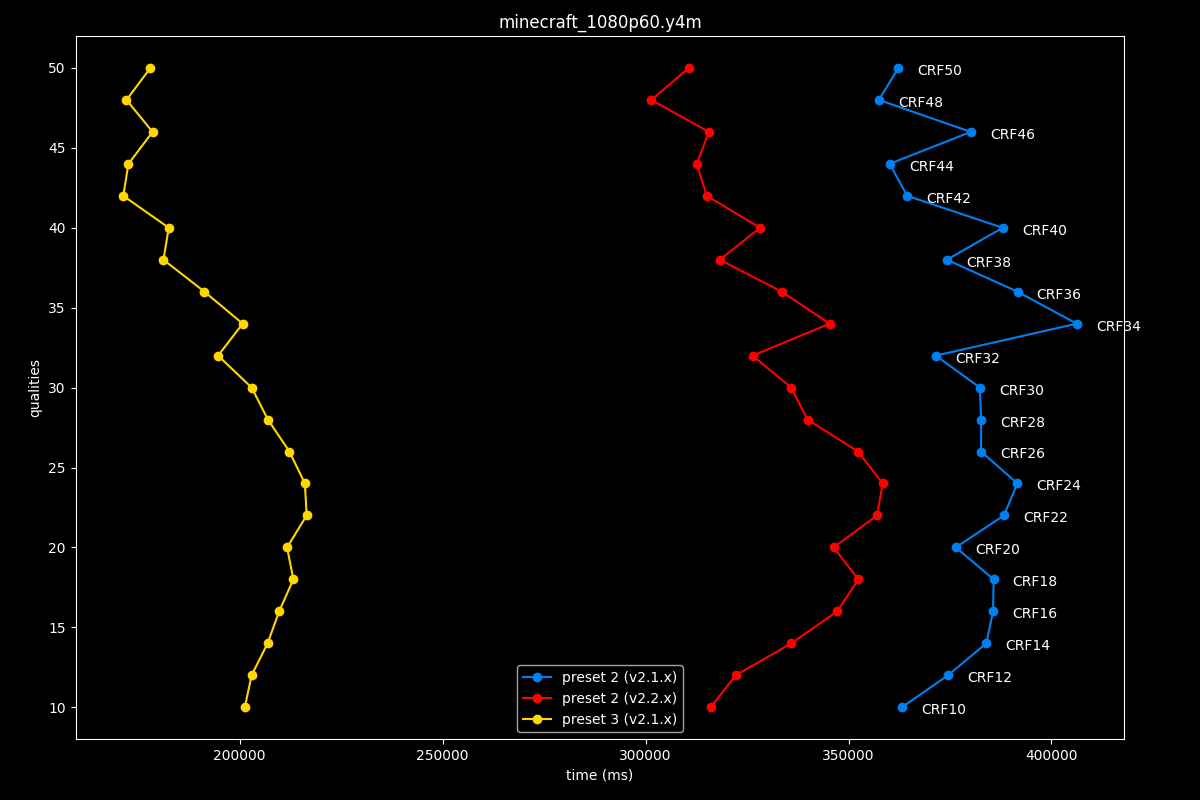 minecraft_1080p60.y4m
50
45
40
35
30
25
20
15
10
qualities
CRF50
CRF48
CRF46
CRF44
CRF42
CRF40
CRF38
CRF36
CRF34
CRF32
CRF30
CRF28
CRF26
CRF24
CRF22
CRF20
CRF18
CRF16
CRF14
CRF12
CRF10
preset 2 (v2.1.x)
preset 2 (v2.2.x)
preset 3 (v2.1.x)
200000 250000 300000 350000 400000
time (ms)